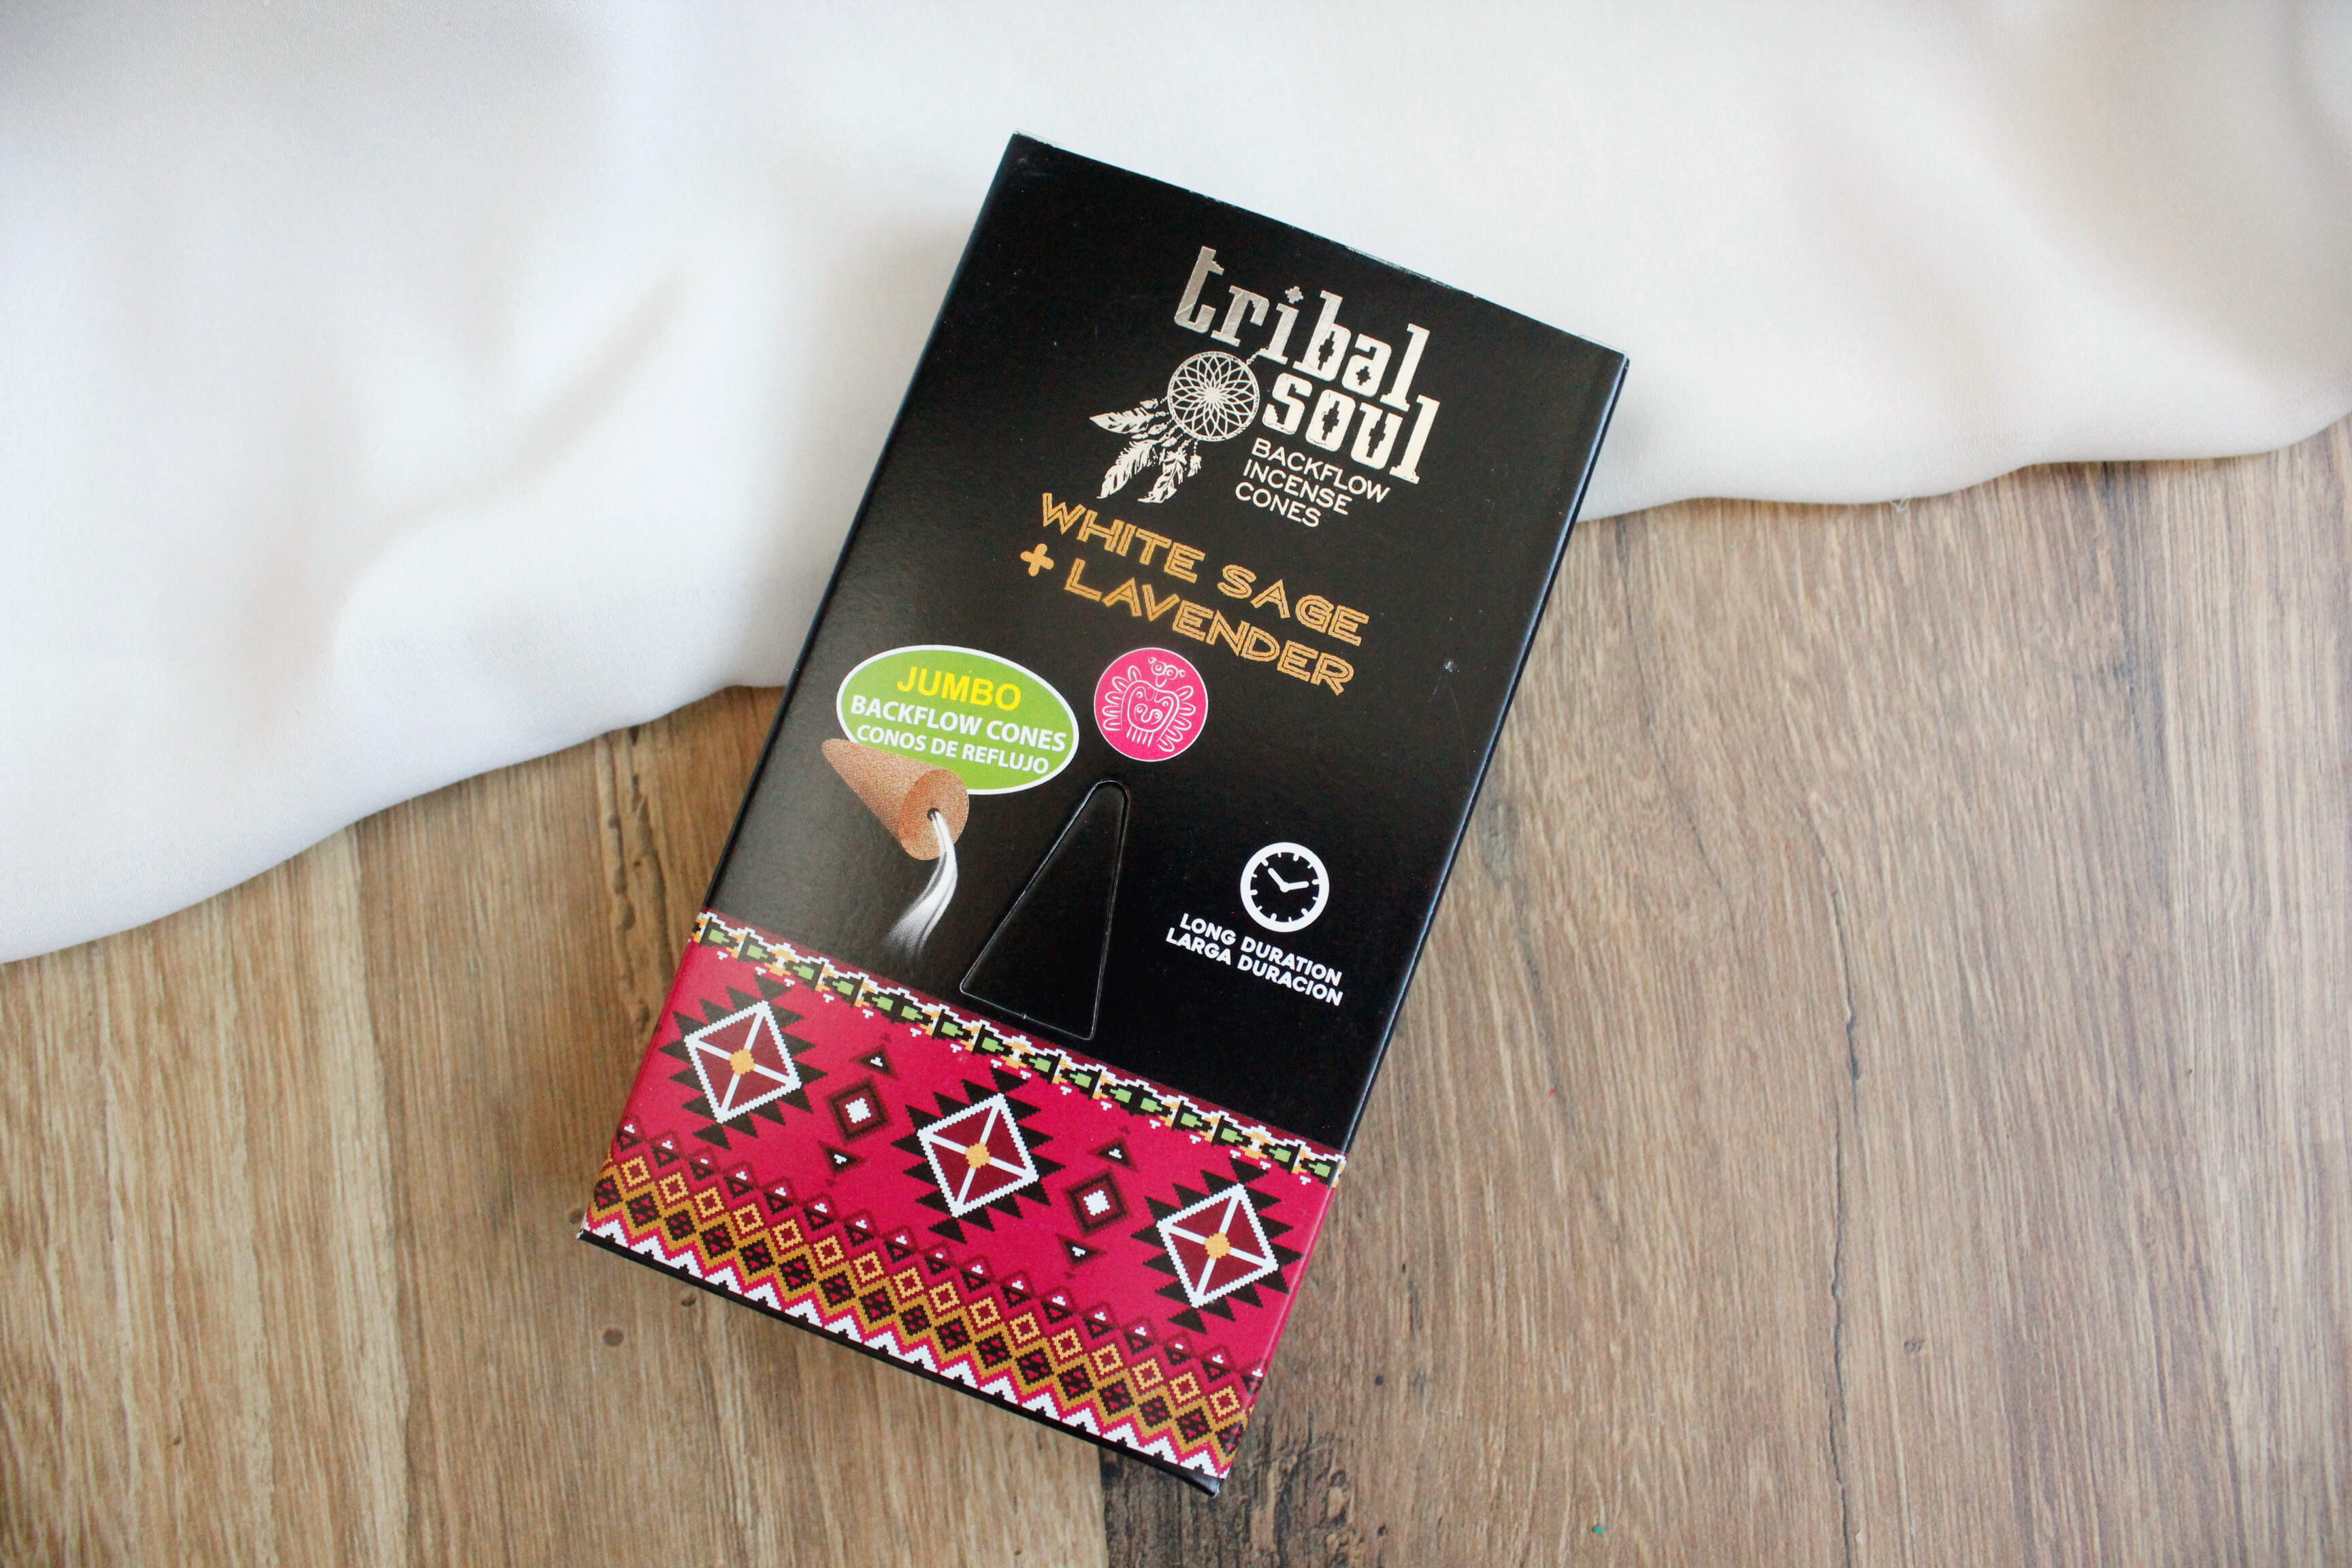 tribal
soul
BACKFLOW
INCENSE
CONES
WHITE SAGE
+ LAVENDER
JUMBO
BACKFLOW CONES
CONOS DE REFLUJO
LONG DURATION
LARGA DURACION